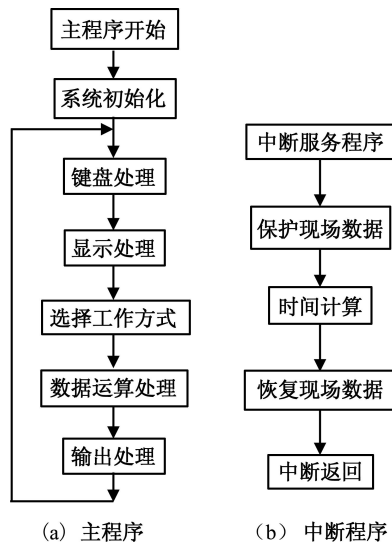 主程序开始
系统初始化
键盘处理
显示处理
选择工作方式
数据运算处理
输出处理
(a) 主程序
中断服务程序
保护现场数据
时间计算
恢复现场数据
中断返回
（b）中断程序